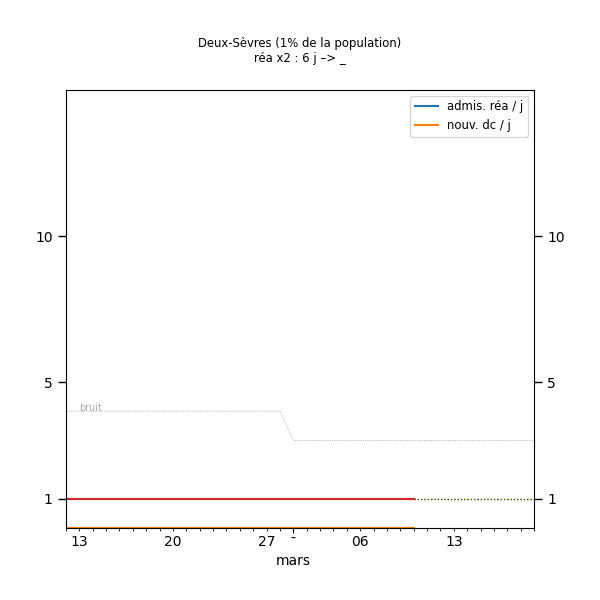 Deux-Sèvres (1% de la population)
réa x2 : 6 j –> _
admis. réa / j
nouv. dc / j
10 10
5 5
bruit
1 1
13 20 27 - 06 13
mars